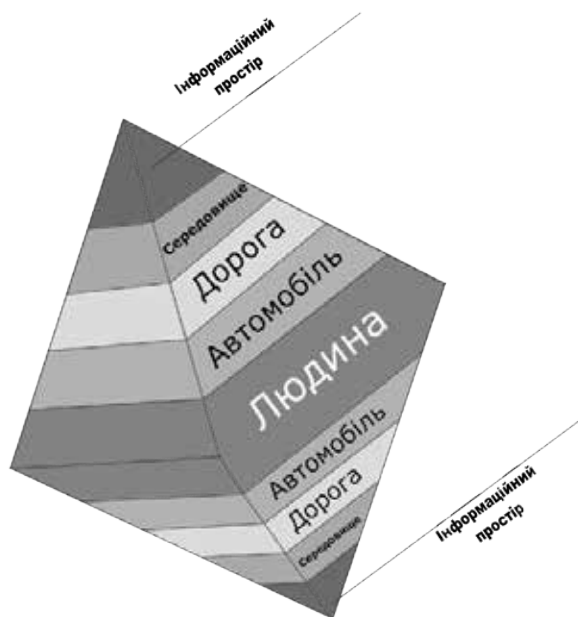 Інформаційний
простір
Середовище
Дорога
Автомобіль
Людина
Автомобіль
Дорога
Середовище
Інформаційний
простір